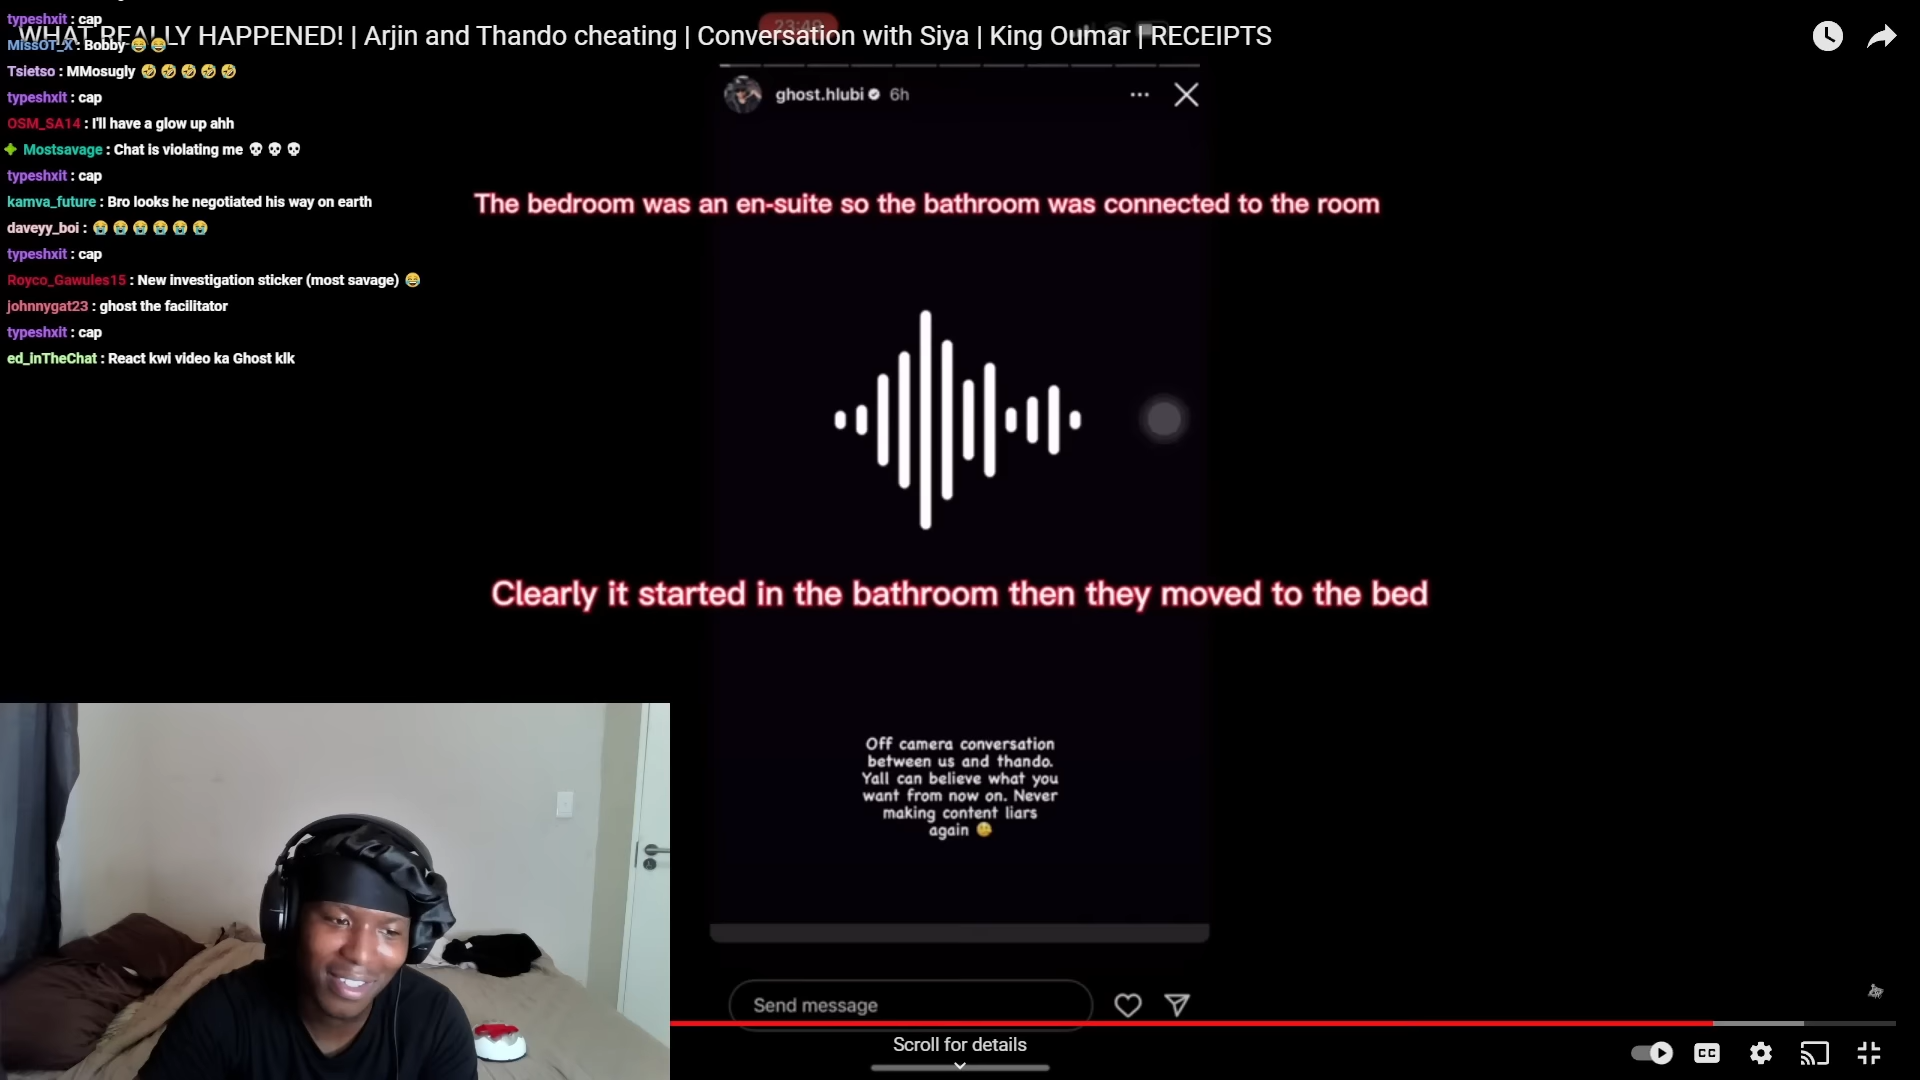 typeshxit : cap
WHAT REALLY HAPPENED! | Arjin and Thando cheating | Conversation with Siya | King Oumar | RECEIPTS
23:49
MissOT_X : Bobby 😂 😂
Tsietso : MMosugly 🤣 🤣 🤣 🤣 🤣
typeshxit : cap
OSM_SA14 : I'll have a glow up ahh
Mostsavage : Chat is violating me 💀 💀 💀
typeshxit : cap
kamva_future : Bro looks he negotiated his way on earth
daveyy_boi : 😭 😭 😭 😭 😭 😭
typeshxit : cap
Royco_Gawules15 : New investigation sticker (most savage) 😂
johnnygat23 : ghost the facilitator
typeshxit : cap
ed_inTheChat : React kwi video ka Ghost klk
ghost.hlubi 6h
The bedroom was an en-suite so the bathroom was connected to the room
Clearly it started in the bathroom then they moved to the bed
Off camera conversation
between us and thando.
Yall can believe what you
want from now on. Never
making content liars
again
Send message
Scroll for details
CC